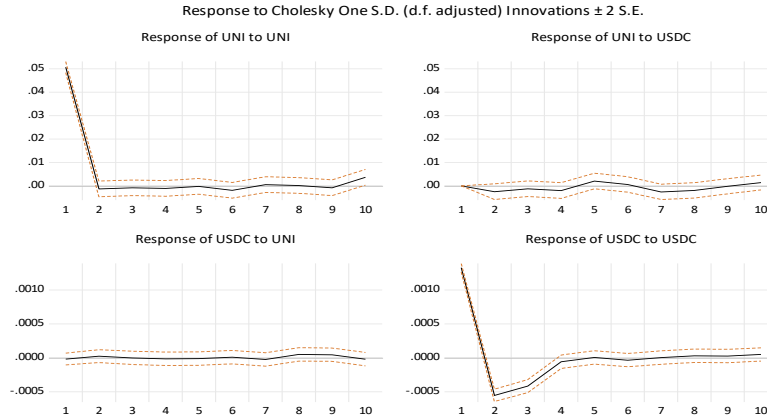 Response to Cholesky One S.D. (d.f. adjusted) Innovations ± 2 S.E.
Response of UNI to UNI
.05
.04
.03
.02
.01
.00
1 2 3 4 5 6 7 8 9 10
Response of UNI to USDC
.05
.04
.03
.02
.01
.00
1 2 3 4 5 6 7 8 9 10
Response of USDC to UNI
.0010
.0005
.0000
-.0005
1 2 3 4 5 6 7 8 9 10
Response of USDC to USDC
.0010
.0005
.0000
-.0005
1 2 3 4 5 6 7 8 9 10